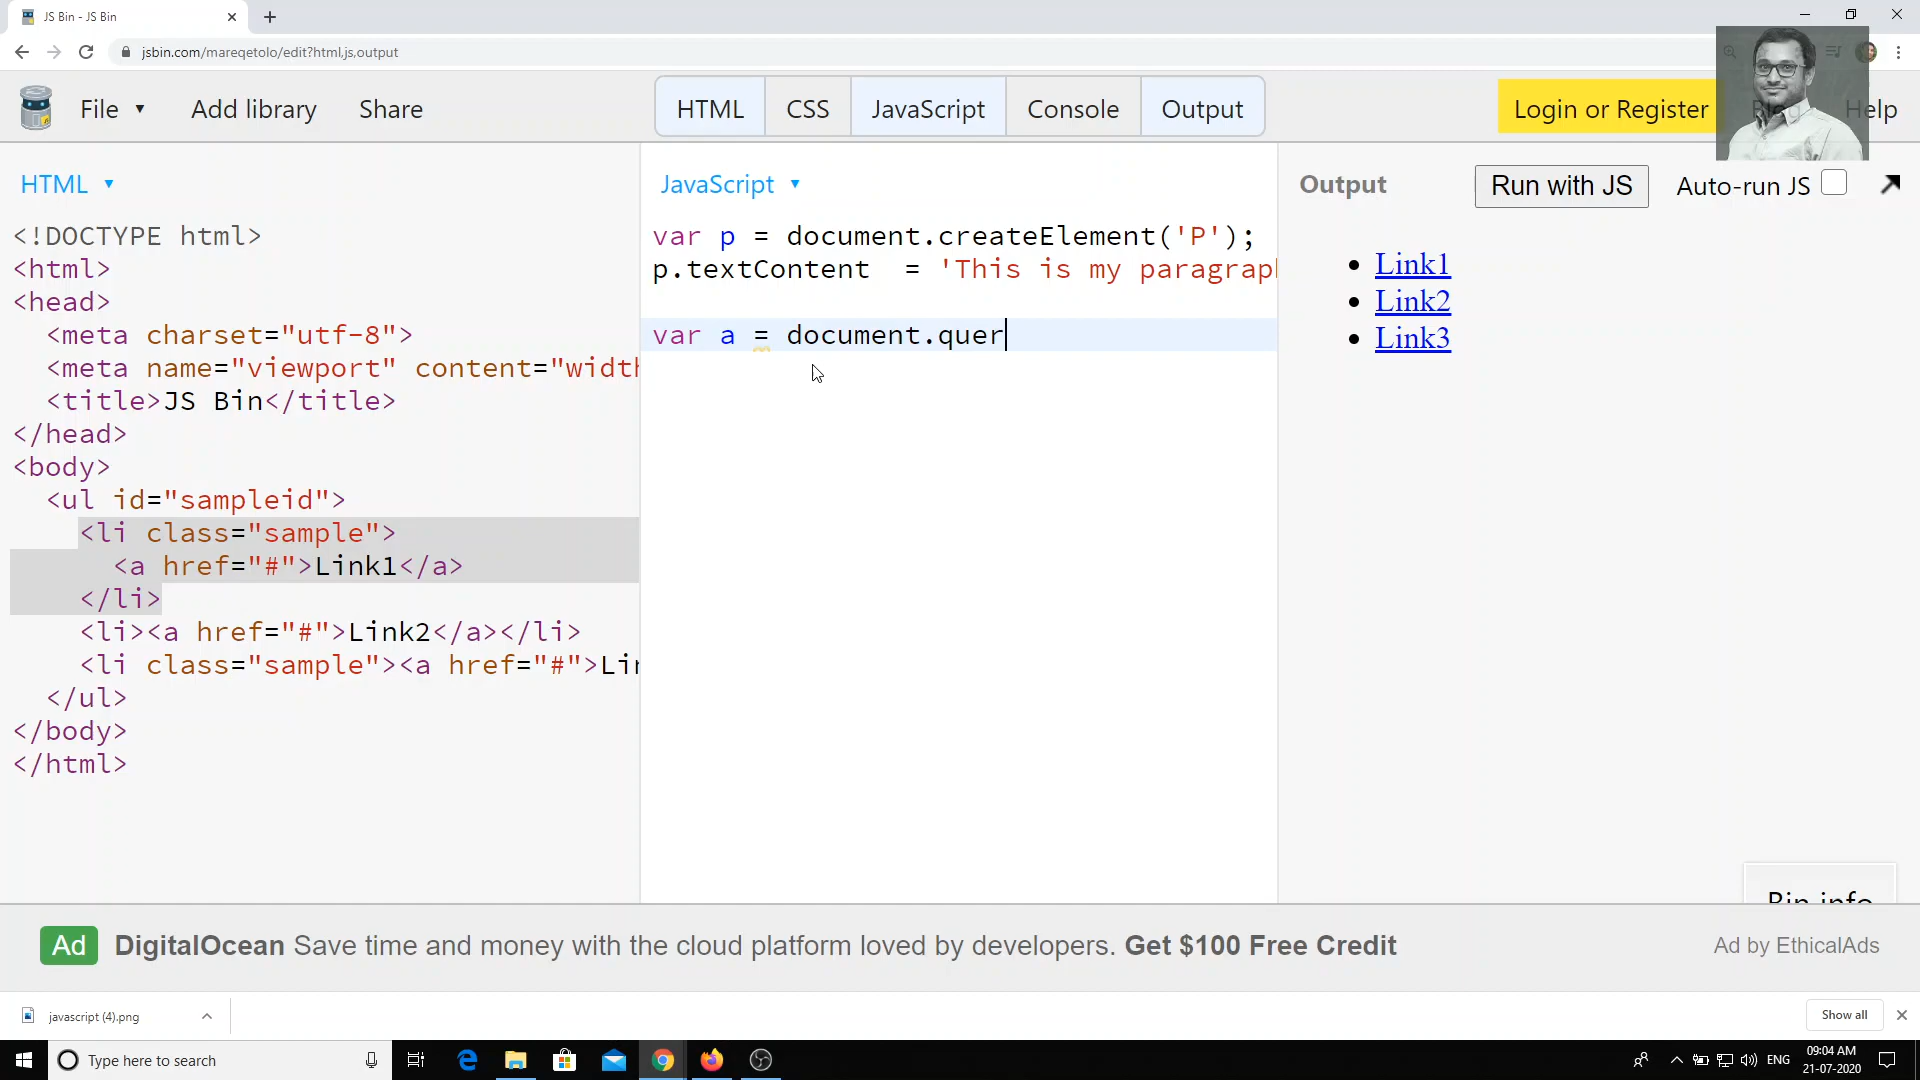 JS Bin - JS Bin
jsbin.com/mareqetolo/edit?html,js,output
File Add library Share HTML CSS JavaScript Console Output Login or Register Blog Help
HTML
<!DOCTYPE html>
<html>
<head>
<meta charset="utf-8">
<meta name="viewport" content="width
<title>JS Bin</title>
</head>
<body>
<ul id="sampleid">
<li class="sample">
<a href="#">Link1</a>
</li>
<li><a href="#">Link2</a></li>
<li class="sample"><a href="#">Lin
</ul>
</body>
</html>
JavaScript
var p = document.createElement('P');
p.textContent = 'This is my paragraph
var a = document.quer
Output Run with JS Auto-run JS
Link1
Link2
Link3
Bin info
Ad DigitalOcean Save time and money with the cloud platform loved by developers. Get $100 Free Credit Ad by EthicalAds
javascript (4).png Show all
Type here to search ENG 09:04 AM
21-07-2020